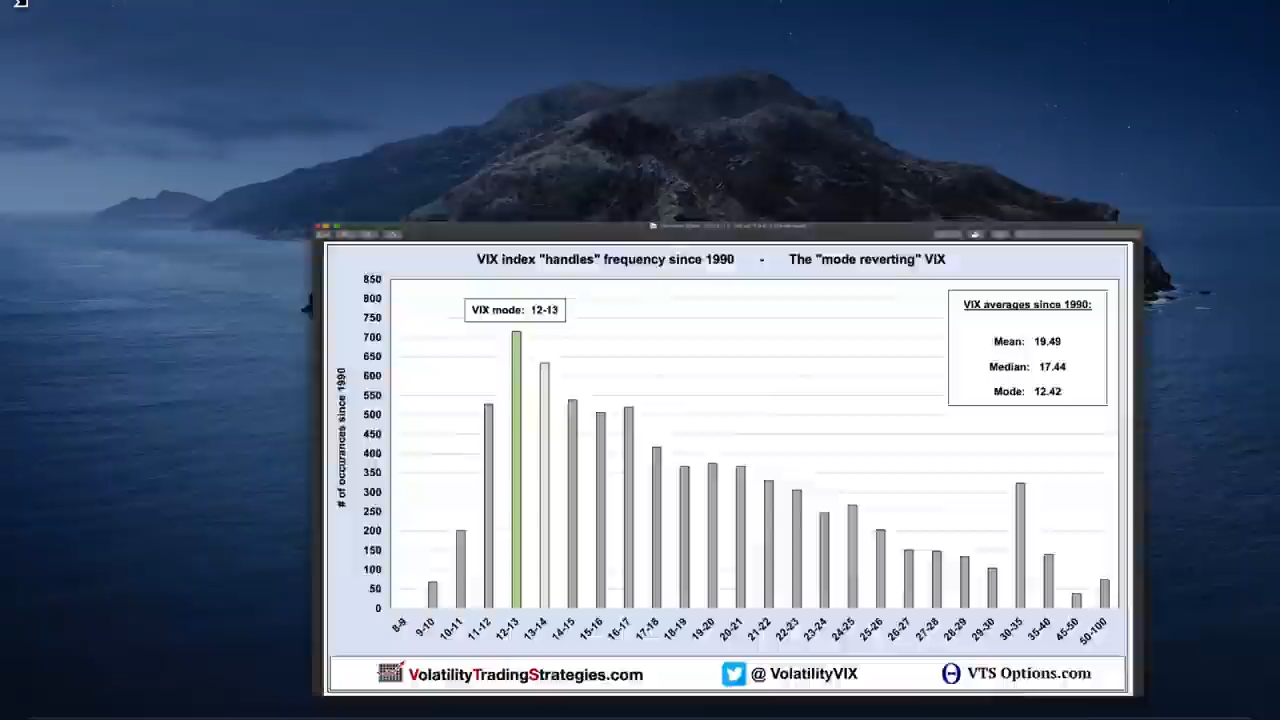 VIX index "handles" frequency since 1990 - The "mode reverting" VIX
850
800
750
700
650
600
550
500
450
400
350
300
250
200
150
100
50
0
# of occurances since 1990
VIX mode: 12-13
VIX averages since 1990:
Mean: 19.49
Median: 17.44
Mode: 12.42
8-9 9-10 10-11 11-12 12-13 13-14 14-15 15-16 16-17 17-18 18-19 19-20 20-21 21-22 22-23 23-24 24-25 25-26 26-27 27-28 28-29 29-30 30-35 35-40 45-50 50-100
VolatilityTradingStrategies.com
@ VolatilityVIX
VTS Options.com